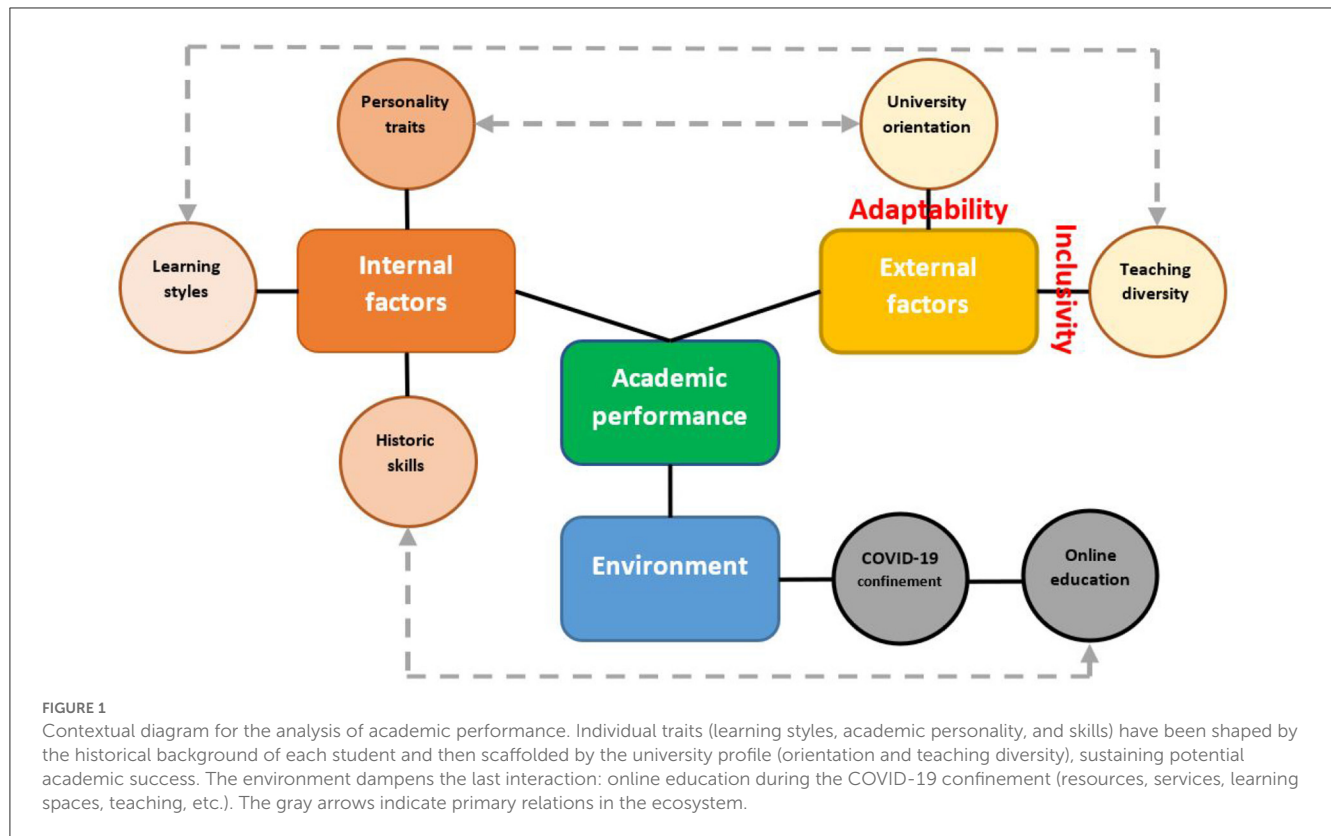 Personality
traits
University
orientation
Adaptability
Inclusivity
Learning
styles
Internal
factors
External
factors
Teaching
diversity
Academic
performance
Historic
skills
Environment
COVID-19
confinement
Online
education
FIGURE 1
Contextual diagram for the analysis of academic performance. Individual traits (learning styles, academic personality, and skills) have been shaped by
the historical background of each student and then scaffolded by the university profile (orientation and teaching diversity), sustaining potential
academic success. The environment dampens the last interaction: online education during the COVID-19 confinement (resources, services, learning
spaces, teaching, etc.). The gray arrows indicate primary relations in the ecosystem.